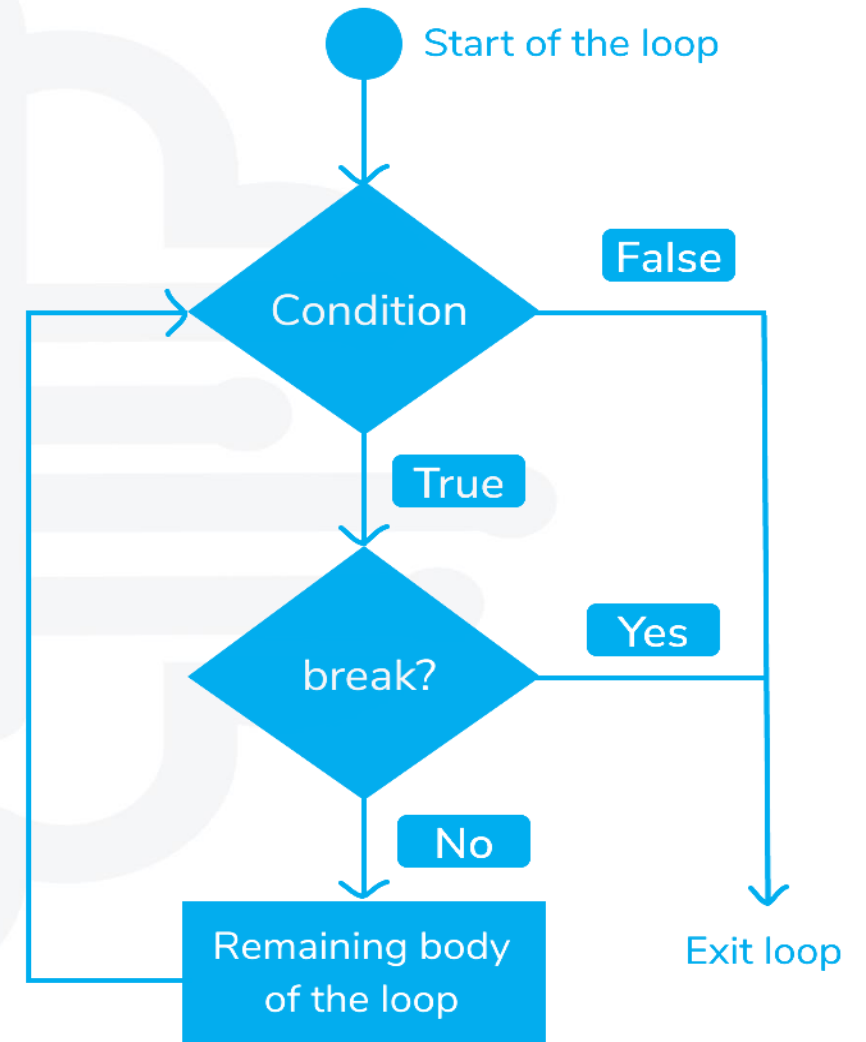 Start of the loop
Condition
False
True
break?
Yes
No
Remaining body
of the loop
Exit loop